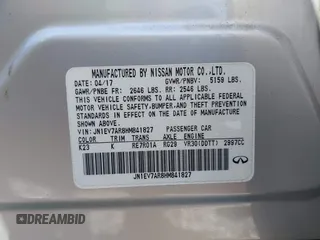 MANUFACTURED BY NISSAN MOTOR CO.,LTD.
DATE: 04/17 GVWR/PNBV: 5159 LBS.
GAWR/PNBE FR: 2646 LBS. RR: 2546 LBS.
THIS VEHICLE CONFORMS TO ALL APPLICABLE FEDERAL MOTOR
VEHICLE SAFETY,BUMPER,AND THEFT PREVENTION
STANDARDS IN EFFECT ON THE DATE OF
MANUFACTURE SHOWN ABOVE.
VIN:JN1EV7AR8HM841827 PASSENGER CAR
COLOR TRIM TRANS AXLE ENGINE
K23 K RE7R01A RG29 VR30(DDTT) 2997CC
JN1EV7AR8HM841827
DREAMBID